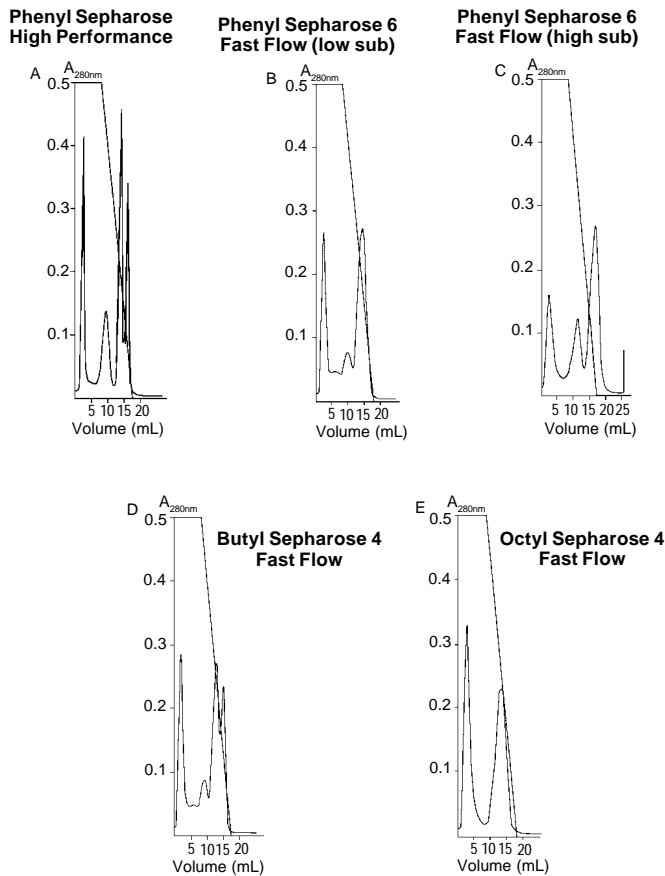 Phenyl Sepharose
High Performance
A
A280nm
0.5
0.4
0.3
0.2
0.1
5 10 15 20
Volume (mL)
Phenyl Sepharose 6
Fast Flow (low sub)
B
A280nm
0.5
0.4
0.3
0.2
0.1
5 10 15 20
Volume (mL)
Phenyl Sepharose 6
Fast Flow (high sub)
C
A280nm
0.5
0.4
0.3
0.2
0.1
5 10 15 20 25
Volume (mL)
D
A280nm
Butyl Sepharose 4
Fast Flow
0.5
0.4
0.3
0.2
0.1
5 10 15 20
Volume (mL)
E
A280nm
Octyl Sepharose 4
Fast Flow
0.5
0.4
0.3
0.2
0.1
5 10 15 20
Volume (mL)